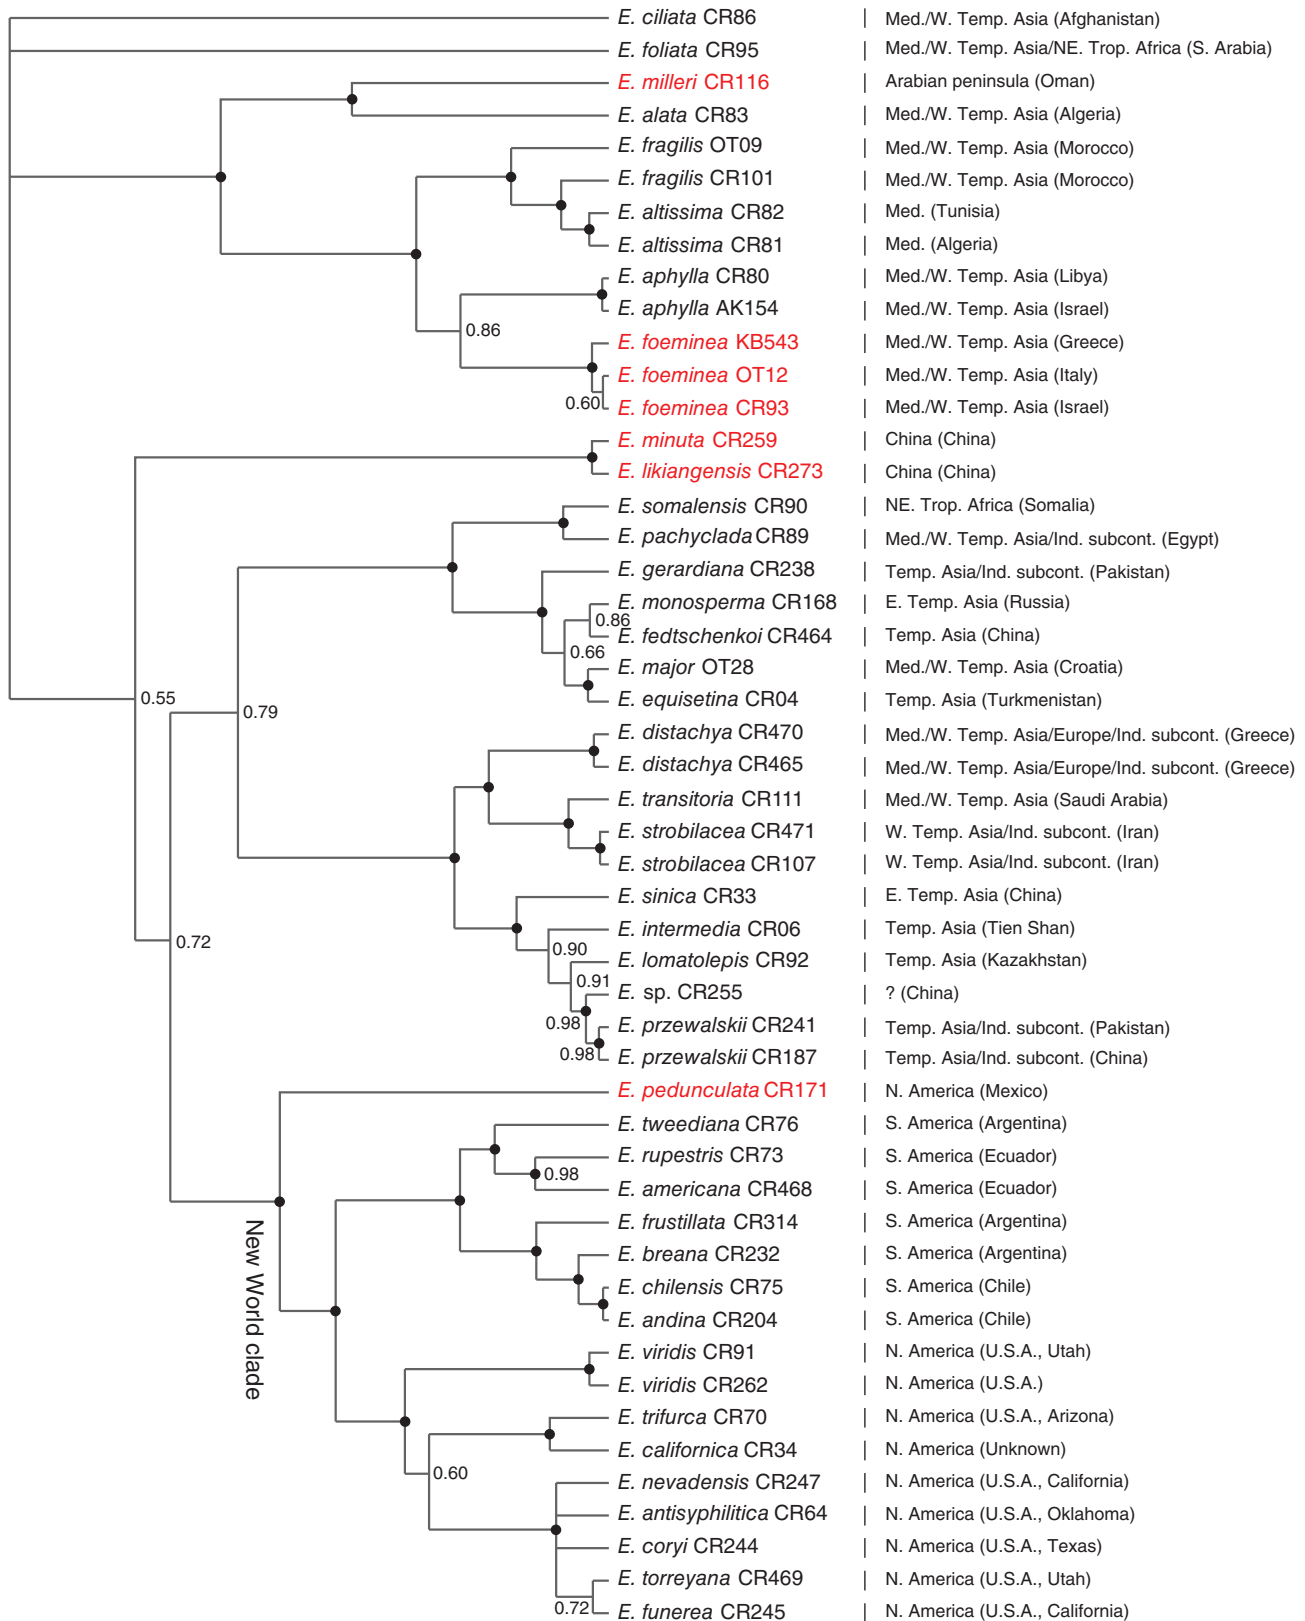 E. ciliata CR86 | Med./W. Temp. Asia (Afghanistan)
E. foliata CR95 | Med./W. Temp. Asia/NE. Trop. Africa (S. Arabia)
E. milleri CR116 | Arabian peninsula (Oman)
E. alata CR83 | Med./W. Temp. Asia (Algeria)
E. fragilis OT09 | Med./W. Temp. Asia (Morocco)
E. fragilis CR101 | Med./W. Temp. Asia (Morocco)
E. altissima CR82 | Med. (Tunisia)
E. altissima CR81 | Med. (Algeria)
E. aphylla CR80 | Med./W. Temp. Asia (Libya)
E. aphylla AK154 | Med./W. Temp. Asia (Israel)
0.86
E. foeminea KB543 | Med./W. Temp. Asia (Greece)
E. foeminea OT12 | Med./W. Temp. Asia (Italy)
0.60
E. foeminea CR93 | Med./W. Temp. Asia (Israel)
E. minuta CR259 | China (China)
E. likiangensis CR273 | China (China)
E. somalensis CR90 | NE. Trop. Africa (Somalia)
E. pachyclada CR89 | Med./W. Temp. Asia/Ind. subcont. (Egypt)
E. gerardiana CR238 | Temp. Asia/Ind. subcont. (Pakistan)
E. monosperma CR168 | E. Temp. Asia (Russia)
0.86
E. fedtschenkoi CR464 | Temp. Asia (China)
0.66
E. major OT28 | Med./W. Temp. Asia (Croatia)
E. equisetina CR04 | Temp. Asia (Turkmenistan)
0.55
0.79
E. distachya CR470 | Med./W. Temp. Asia/Europe/Ind. subcont. (Greece)
E. distachya CR465 | Med./W. Temp. Asia/Europe/Ind. subcont. (Greece)
E. transitoria CR111 | Med./W. Temp. Asia (Saudi Arabia)
E. strobilacea CR471 | W. Temp. Asia/Ind. subcont. (Iran)
E. strobilacea CR107 | W. Temp. Asia/Ind. subcont. (Iran)
E. sinica CR33 | E. Temp. Asia (China)
E. intermedia CR06 | Temp. Asia (Tien Shan)
0.72
0.90
E. lomatolepis CR92 | Temp. Asia (Kazakhstan)
0.91
E. sp. CR255 | ? (China)
0.98
E. przewalskii CR241 | Temp. Asia/Ind. subcont. (Pakistan)
0.98
E. przewalskii CR187 | Temp. Asia/Ind. subcont. (China)
E. pedunculata CR171 | N. America (Mexico)
E. tweediana CR76 | S. America (Argentina)
E. rupestris CR73 | S. America (Ecuador)
0.98
E. americana CR468 | S. America (Ecuador)
E. frustillata CR314 | S. America (Argentina)
E. breana CR232 | S. America (Argentina)
E. chilensis CR75 | S. America (Chile)
E. andina CR204 | S. America (Chile)
New World clade
E. viridis CR91 | N. America (U.S.A., Utah)
E. viridis CR262 | N. America (U.S.A.)
E. trifurca CR70 | N. America (U.S.A., Arizona)
E. californica CR34 | N. America (Unknown)
0.60
E. nevadensis CR247 | N. America (U.S.A., California)
E. antisyphilitica CR64 | N. America (U.S.A., Oklahoma)
E. coryi CR244 | N. America (U.S.A., Texas)
E. torreyana CR469 | N. America (U.S.A., Utah)
0.72
E. funerea CR245 | N. America (U.S.A., California)